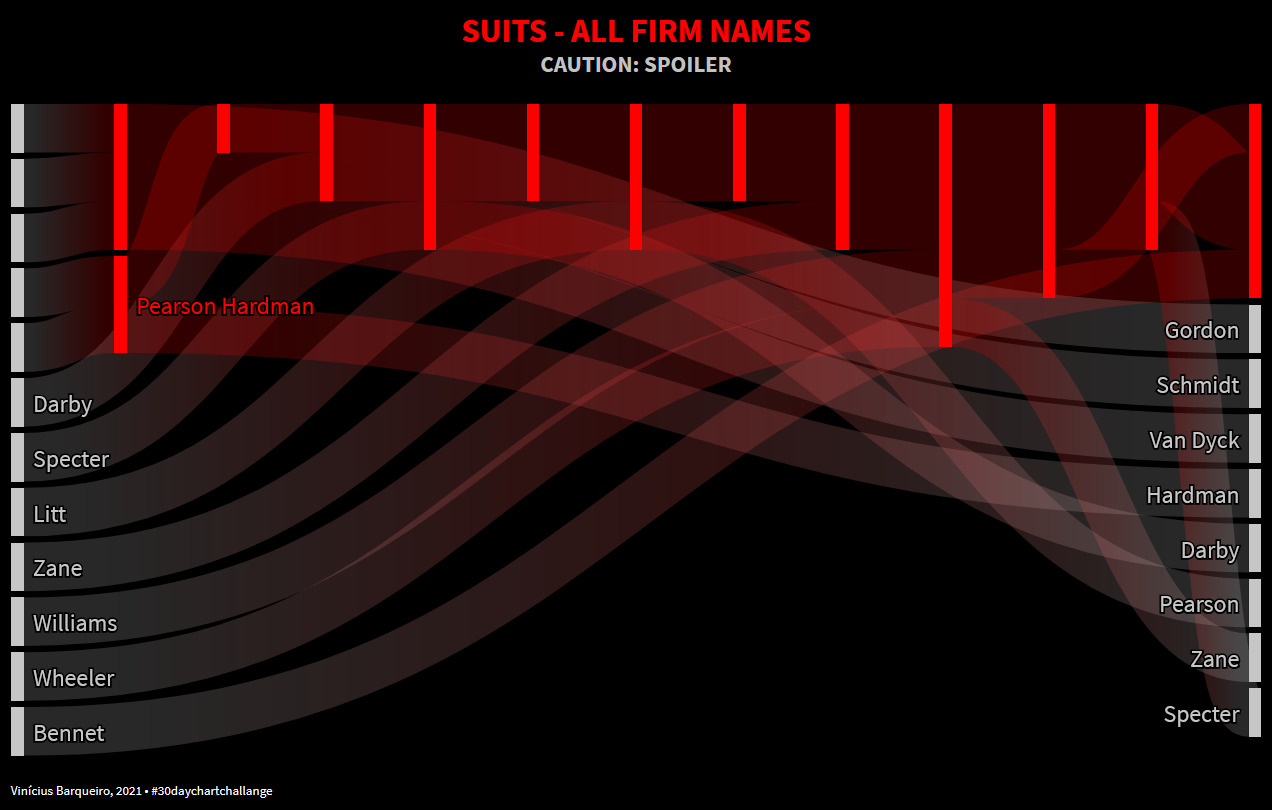 SUITS - ALL FIRM NAMES
CAUTION: SPOILER
Pearson Hardman
Darby
Specter
Litt
Zane
Williams
Wheeler
Bennet
Gordon
Schmidt
Van Dyck
Hardman
Darby
Pearson
Zane
Specter
Vinícius Barqueiro, 2021 • #30daychartchallange